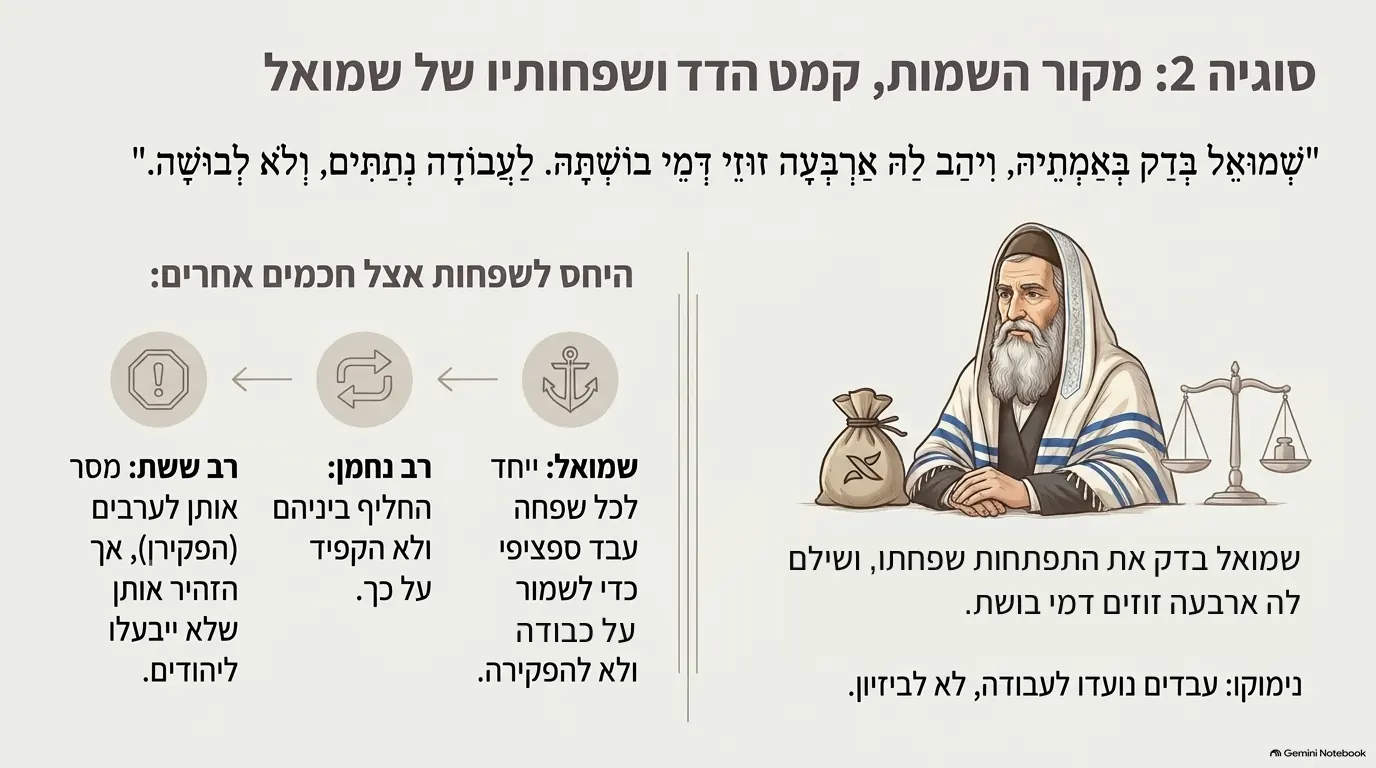 סוגיה 2: מקור השמות, קמט הדד ושפחותיו של שמואל
"שְׁמוּאֵל בְּדַק בְּאַמְתֵיהּ, וִיהַב לַהּ אַרְבְּעָה זוּזֵי דְּמֵי בוֹשְׁתָּהּ. לַעֲבוֹדָה נְתַתִּים, וְלֹא לְבוּשָׁה."
שמואל בדק את התפתחות שפחתו, ושילם
לה ארבעה זוזים דמי בושת.
נימוקו: עבדים נועדו לעבודה, לא לביזיון.
היחס לשפחות אצל חכמים אחרים:
שמואל: ייחד
לכל שפחה
עבד ספציפי
כדי לשמור
על כבודה
ולא להפקירה.
רב נחמן:
החליף ביניהם
ולא הקפיד
על כך.
רב ששת: מסר
אותן לערבים
(הפקירן), אך
הזהיר אותן
שלא ייבעלו
ליהודים.
Gemini Notebook